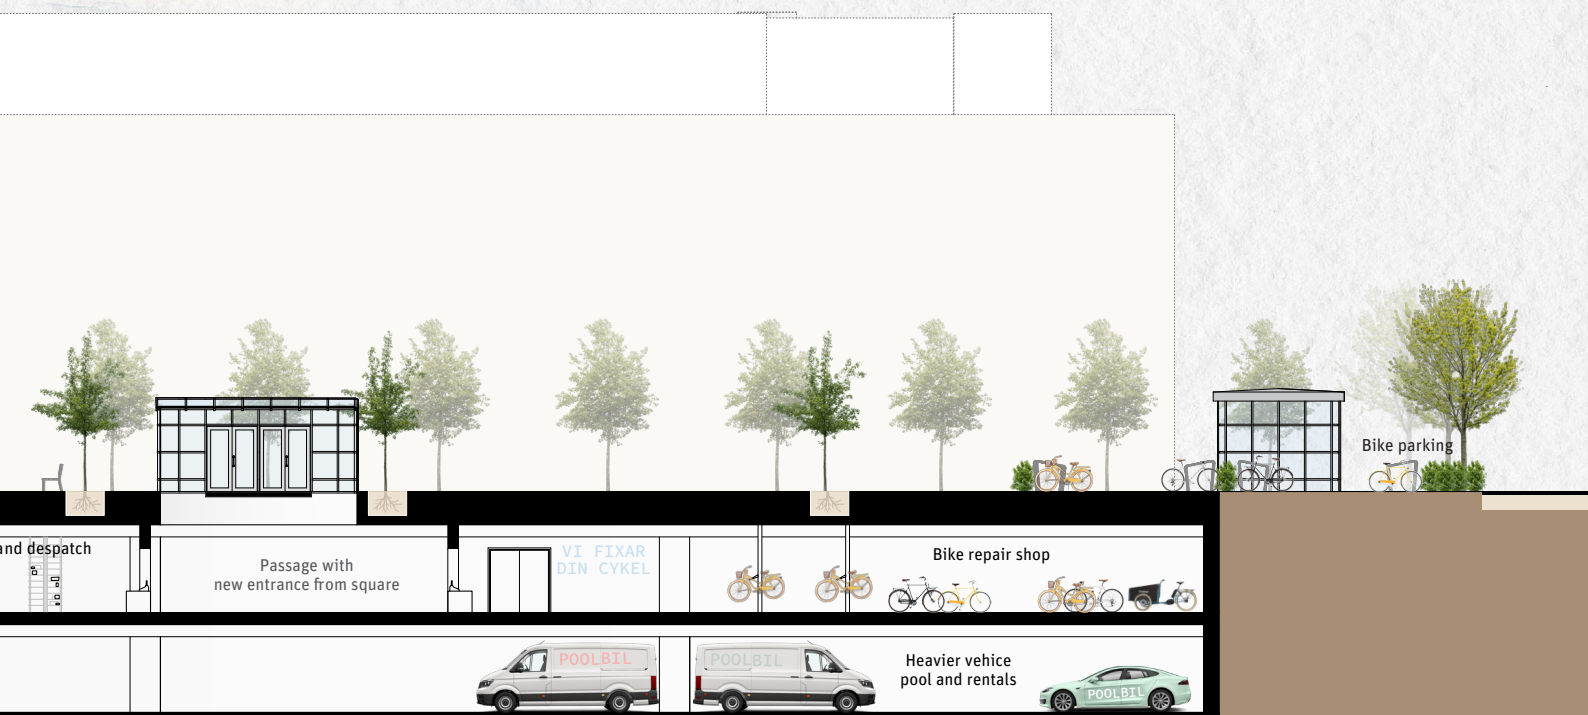 Bike parking
and despatch
Passage with
new entrance from square
VI FIXAR
DIN CYKEL
Bike repair shop
POOLBIL
POOLBIL
Heavier vehice
pool and rentals
POOLBIL